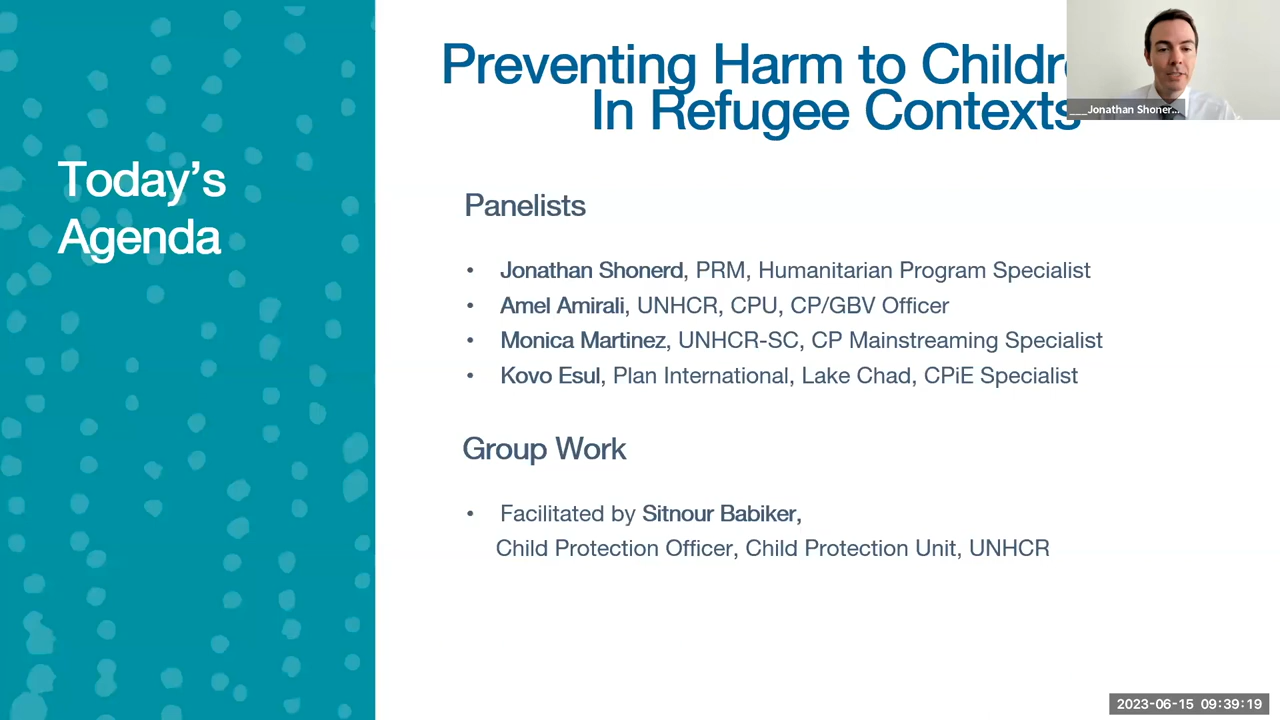 Today's
Agenda
Preventing Harm to Childre
In Refugee Contexts
___Jonathan Shoner...
Panelists
• Jonathan Shonerd, PRM, Humanitarian Program Specialist
• Amel Amirali, UNHCR, CPU, CP/GBV Officer
• Monica Martinez, UNHCR-SC, CP Mainstreaming Specialist
• Kovo Esul, Plan International, Lake Chad, CPiE Specialist
Group Work
• Facilitated by Sitnour Babiker,
Child Protection Officer, Child Protection Unit, UNHCR
2023-06-15 09:39:19